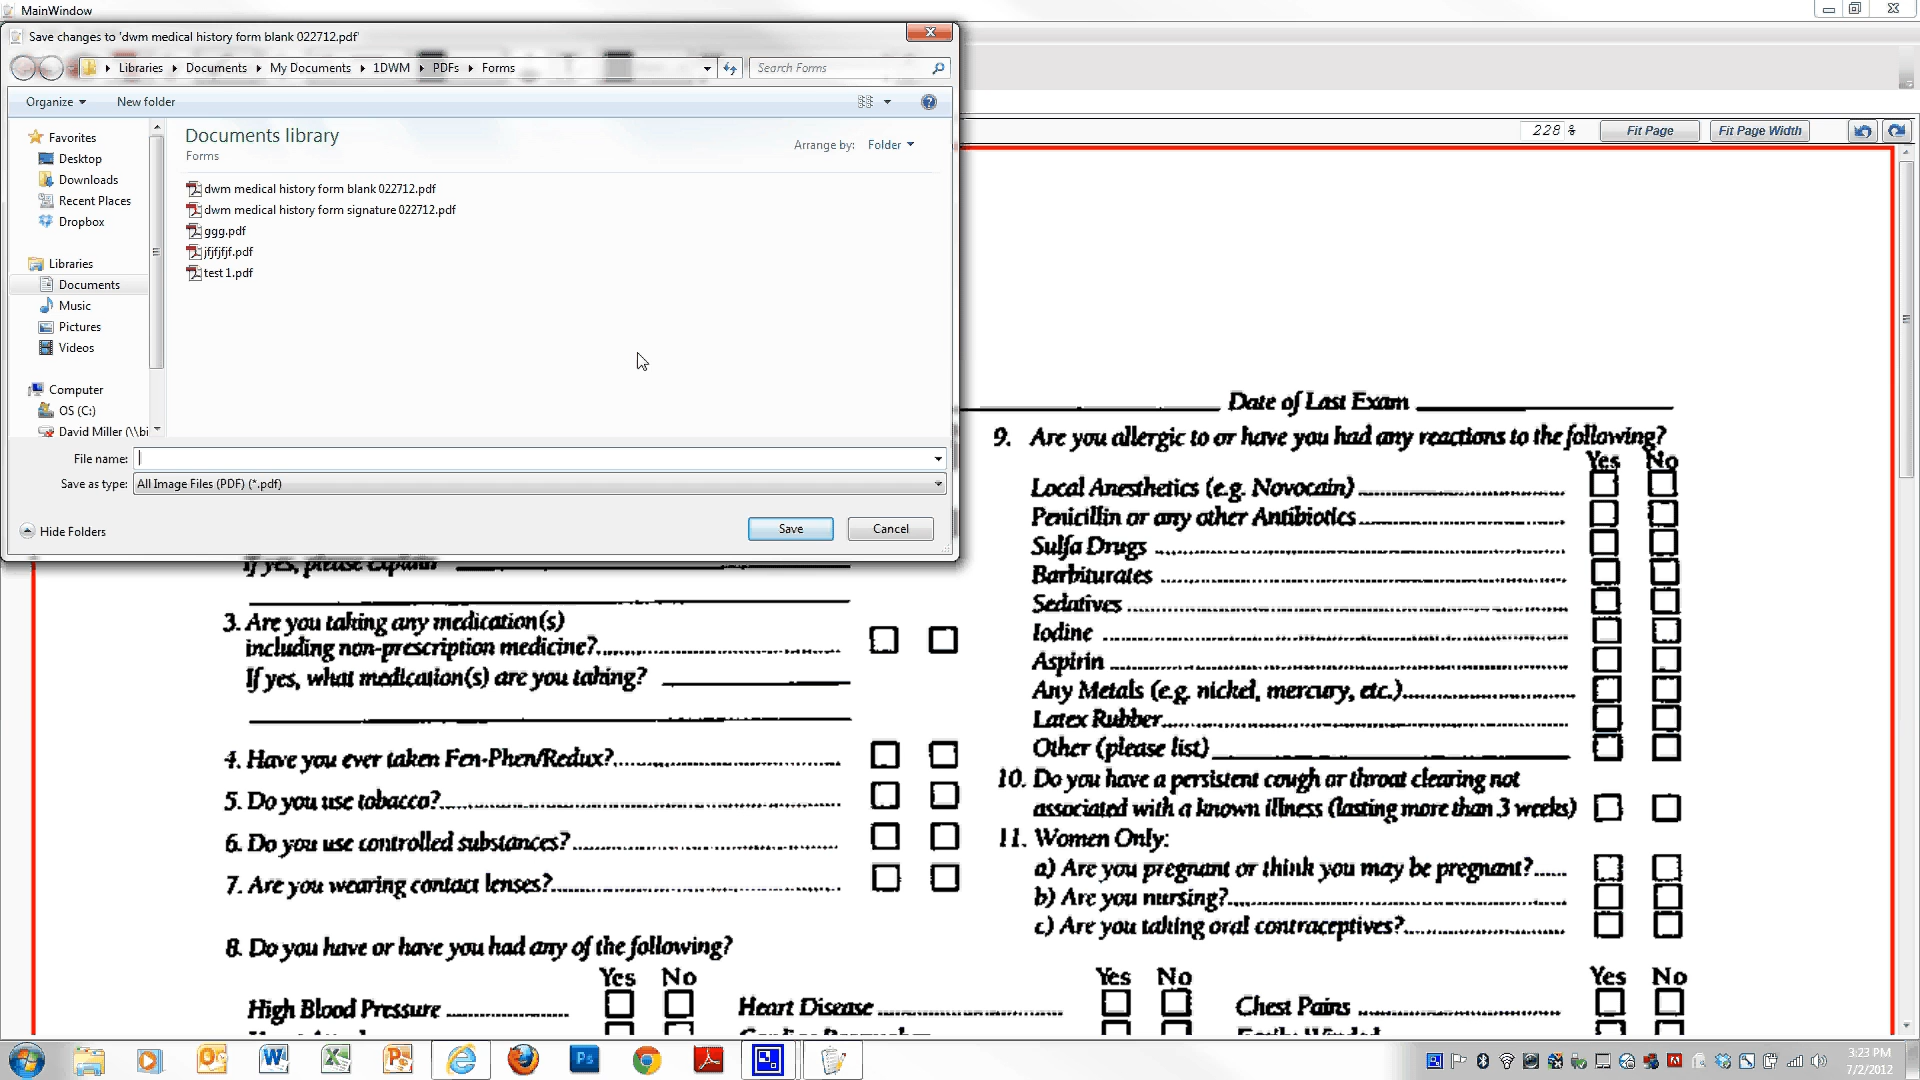 MainWindow
Save changes to 'dwm medical history form blank 022712.pdf'
Libraries Documents My Documents 1DWM PDFs Forms
Search Forms
Organize New folder
Favorites
Desktop
Downloads
Recent Places
Dropbox
Libraries
Documents
Music
Pictures
Videos
Computer
OS (C:)
David Miller (\\bi
Documents library
Forms
Arrange by: Folder
dwm medical history form blank 022712.pdf
dwm medical history form signature 022712.pdf
ggg.pdf
jfjfjfjf.pdf
test 1.pdf
File name:
Save as type: All Image Files (PDF) (*.pdf)
Hide Folders
Save Cancel
228 % Fit Page Fit Page Width
If yes, please explain
3. Are you taking any medication(s)
including non-prescription medicine?
If yes, what medication(s) are you taking?
4. Have you ever taken Fen-Phen/Redux?
5. Do you use tobacco?
6. Do you use controlled substances?
7. Are you wearing contact lenses?
Date of Last Exam
9. Are you allergic to or have you had any reactions to the following?
Yes No
Local Anesthetics (e.g. Novocain)
Penicillin or any other Antibiotics
Sulfa Drugs
Barbiturates
Sedatives
Iodine
Aspirin
Any Metals (e.g. nickel, mercury, etc.)
Latex Rubber
Other (please list)
10. Do you have a persistent cough or throat clearing not
associated with a known illness (lasting more than 3 weeks)
11. Women Only:
a) Are you pregnant or think you may be pregnant?
b) Are you nursing?
c) Are you taking oral contraceptives?
8. Do you have or have you had any of the following?
Yes No Yes No Yes No
High Blood Pressure Heart Disease Chest Pains
3:23 PM
7/2/2012